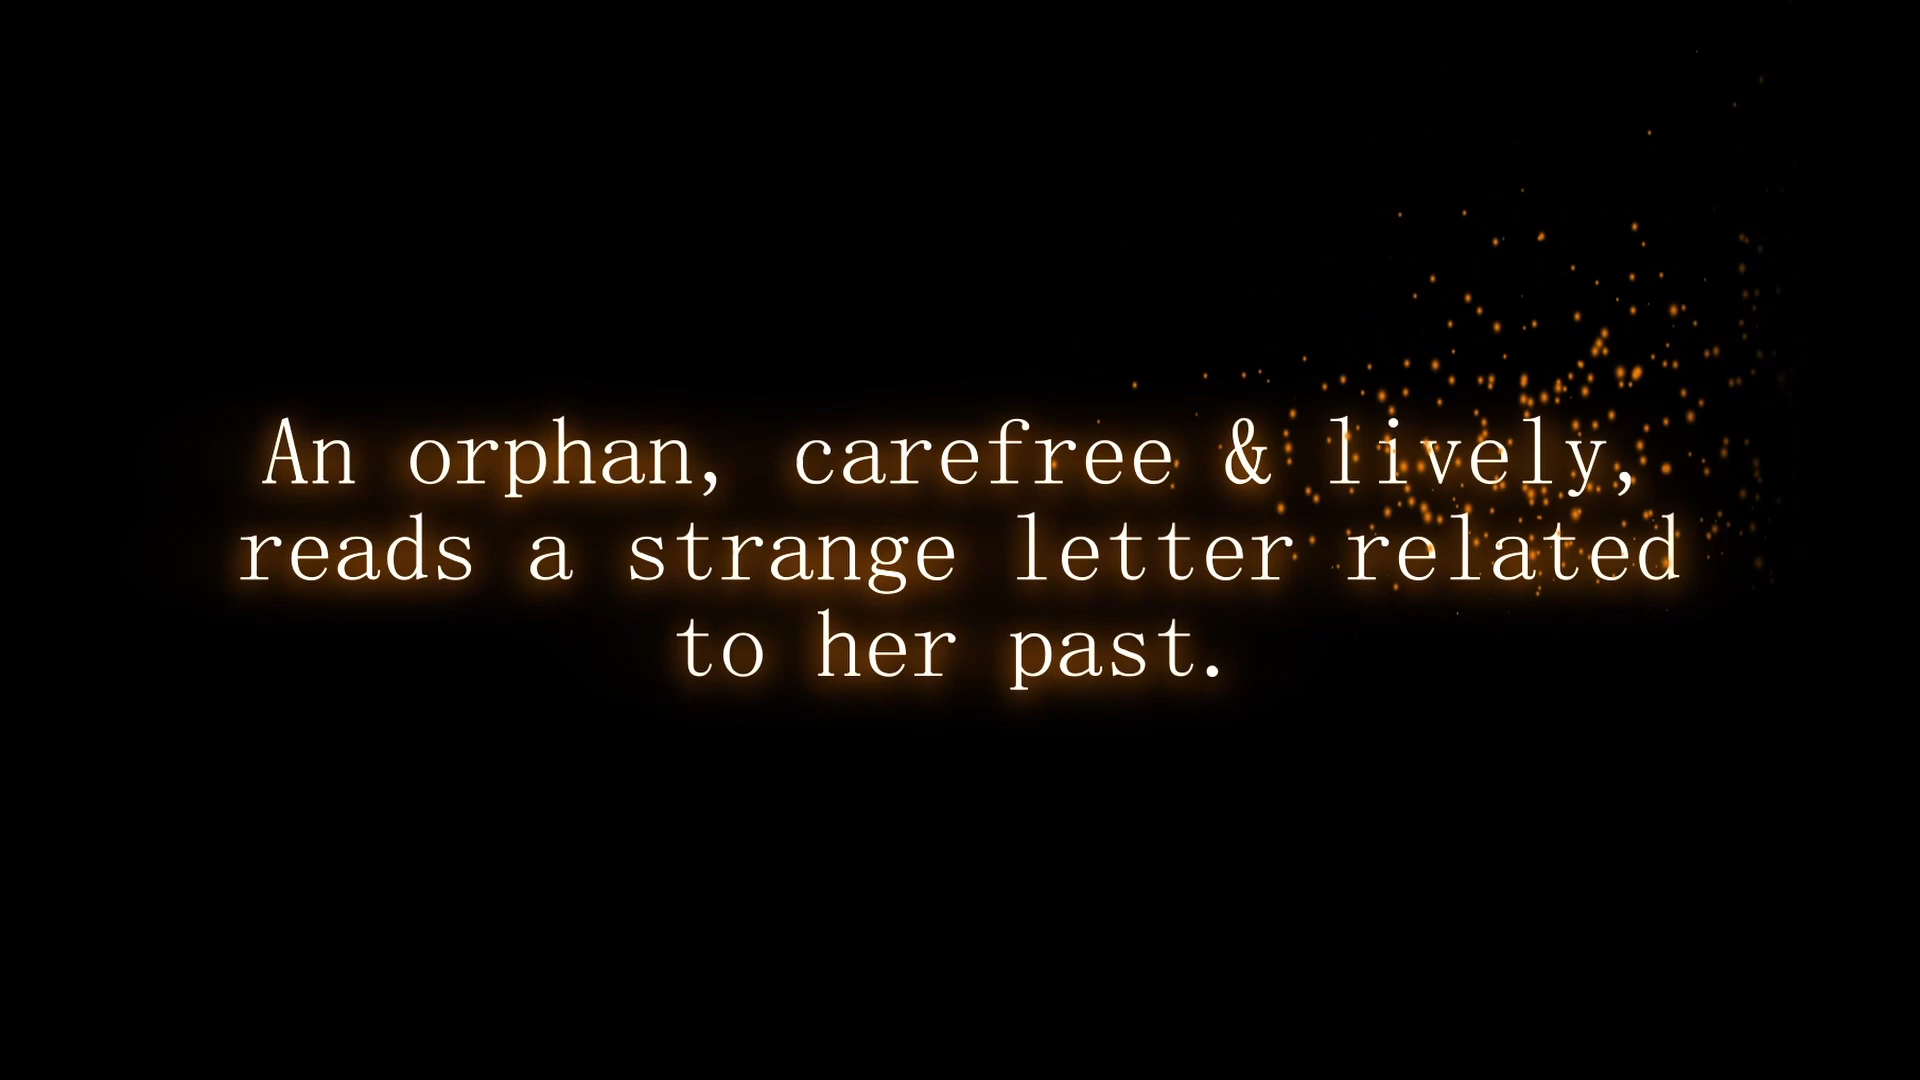 An orphan, carefree & lively,
reads a strange letter related
to her past.